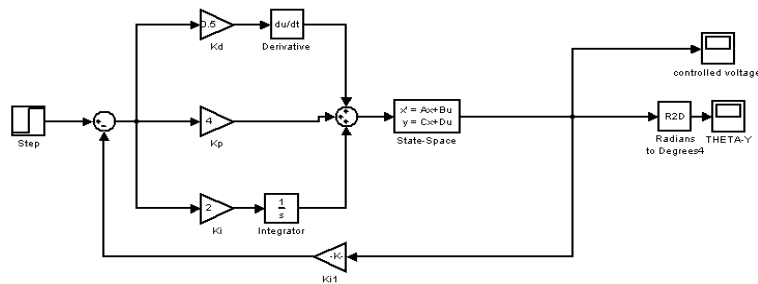 0.5
Kd
du/dt
Derivative
controlled voltage
Step
4
Kp
x' = Ax+Bu
y = Cx+Du
State-Space
R2D
Radians
to Degrees4
THETA-Y
2
Ki
1
s
Integrator
-K-
Ki1